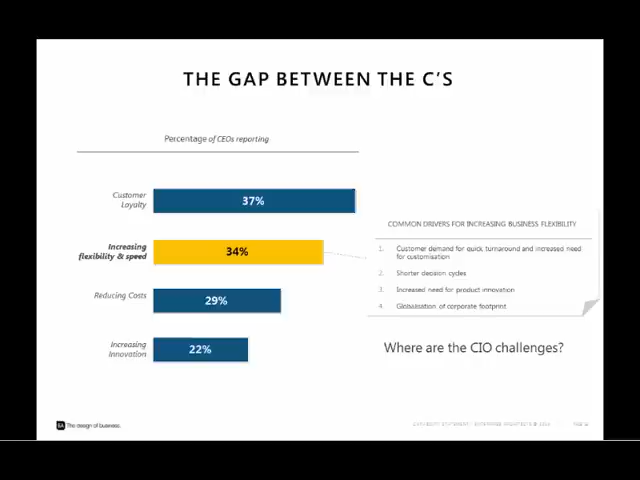 THE GAP BETWEEN THE C'S
Percentage of CEOs reporting
Customer
Loyalty
37%
Increasing
flexibility & speed
34%
Reducing Costs
29%
Increasing
Innovation
22%
COMMON DRIVERS FOR INCREASING BUSINESS FLEXIBILITY
1. Customer demand for quick turnaround and increased need
for customisation
2. Shorter decision cycles
3. Increased need for product innovation
4. Globalisation of corporate footprint
Where are the CIO challenges?
The design of business.